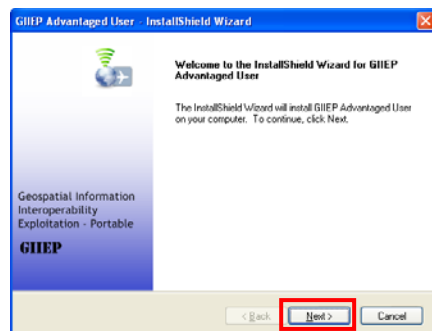 GIIEP Advantaged User - InstallShield Wizard
Welcome to the InstallShield Wizard for GIIEP
Advantaged User
The InstallShield Wizard will install GIIEP Advantaged User
on your computer. To continue, click Next.
Geospatial Information
Interoperability
Exploitation - Portable
GIIEP
< Back
Next >
Cancel